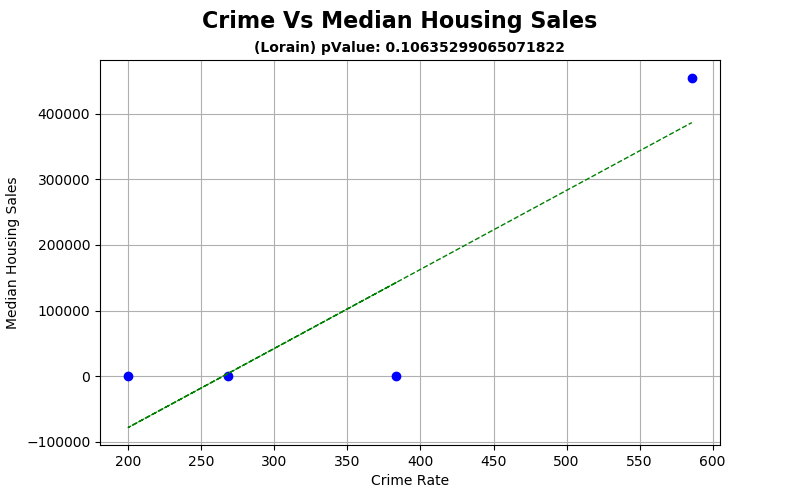 Crime Vs Median Housing Sales
(Lorain) pValue: 0.10635299065071822
Median Housing Sales
400000
300000
200000
100000
0
−100000
200 250 300 350 400 450 500 550 600
Crime Rate